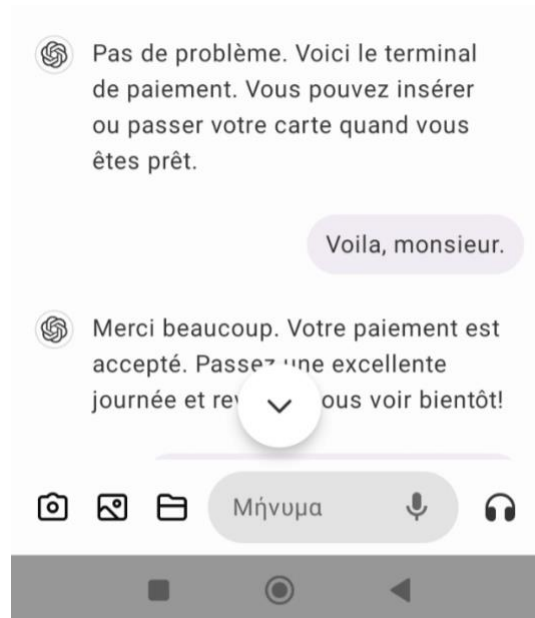 Pas de problème. Voici le terminal
de paiement. Vous pouvez insérer
ou passer votre carte quand vous
êtes prêt.
Voila, monsieur.
Merci beaucoup. Votre paiement est
accepté. Passez une excellente
journée et ous voir bientôt!
Μήνυμα